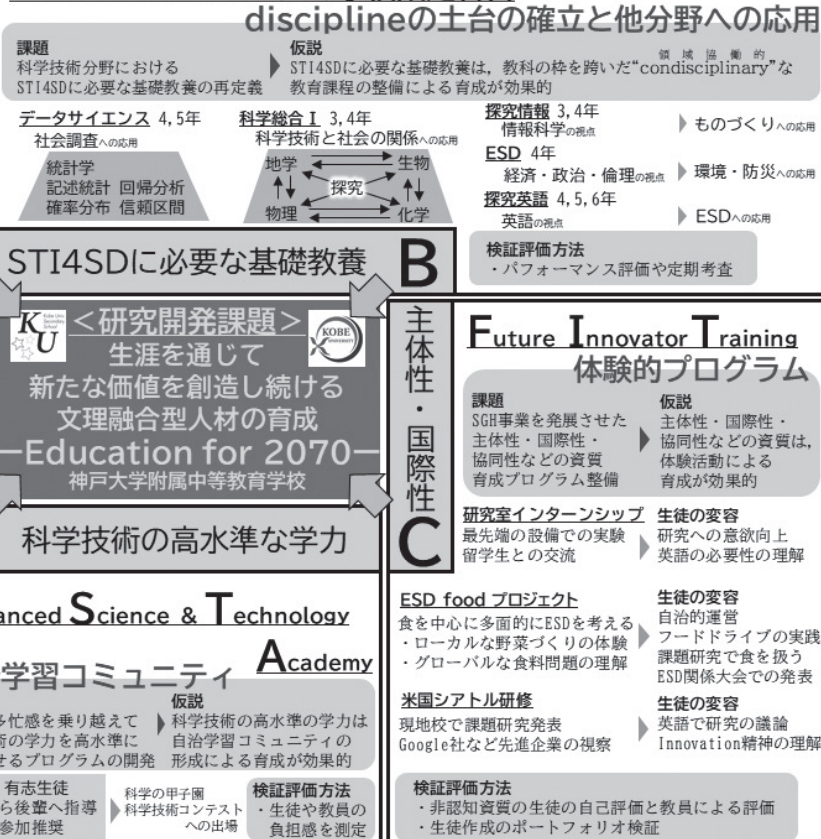 disciplineの土台の確立と他分野への応用
課題
科学技術分野における
STI4SDに必要な基礎教養の再定義
仮説
領域協働的
STI4SDに必要な基礎教養は，教科の枠を跨いだ“condisciplinary”な
教育課程の整備による育成が効果的
データサイエンス 4,5年
社会調査への応用
統計学
記述統計 回帰分析
確率分布 信頼区間
科学総合Ⅰ 3,4年
科学技術と社会の関係への応用
地学
生物
探究
物理
化学
探究情報 3,4年
情報科学の視点
ものづくりへの応用
ESD 4年
経済・政治・倫理の視点
環境・防災への応用
探究英語 4,5,6年
英語の視点
ESDへの応用
検証評価方法
・パフォーマンス評価や定期考査
STI4SDに必要な基礎教養
B
KU
KOBE
UNIVERSITY
＜研究開発課題＞
生涯を通じて
新たな価値を創造し続ける
文理融合型人材の育成
―Education for 2070―
神戸大学附属中等教育学校
科学技術の高水準な学力
主体性・国際性
C
Future Innovator Training
体験的プログラム
課題
SGH事業を発展させた
主体性・国際性・
協同性などの資質
育成プログラム整備
仮説
主体性・国際性・
協同性などの資質は,
体験活動による
育成が効果的
研究室インターンシップ
最先端の設備での実験
留学生との交流
生徒の変容
研究への意欲向上
英語の必要性の理解
ESD food プロジェクト
食を中心に多面的にESDを考える
・ローカルな野菜づくりの体験
・グローバルな食料問題の理解
生徒の変容
自治的運営
フードドライブの実践
課題研究で食を扱う
ESD関係大会での発表
米国シアトル研修
現地校で課題研究発表
Google社など先進企業の視察
生徒の変容
英語で研究の議論
Innovation精神の理解
検証評価方法
・非認知資質の生徒の自己評価と教員による評価
・生徒作成のポートフォリオ検証
anced Science & Technology
Academy
学習コミュニティ
多忙感を乗り越えて
術の学力を高水準に
せるプログラムの開発
仮説
科学技術の高水準の学力は
自治学習コミュニティの
形成による育成が効果的
有志生徒
ら後輩へ指導
参加推奨
科学の甲子園
科学技術コンテスト
への出場
検証評価方法
・生徒や教員の
負担感を測定